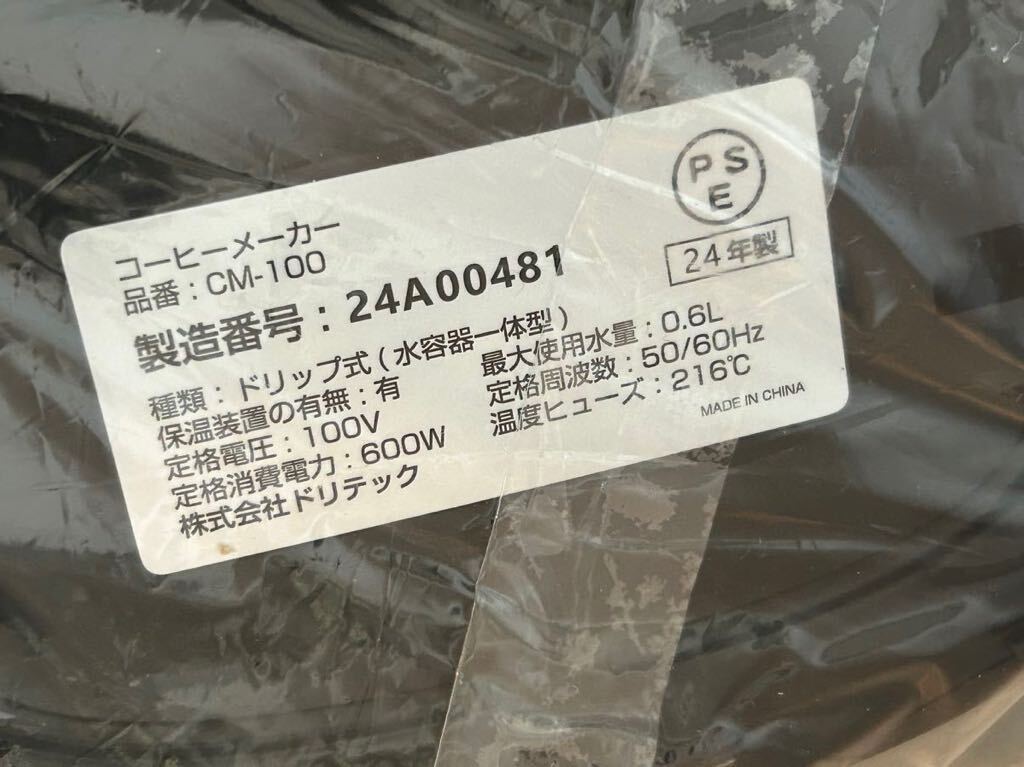 コーヒーメーカー
品番：CM-100
製造番号：24A00481
種類：ドリップ式（水容器一体型）
保温装置の有無：有
定格電圧：100V
定格消費電力：600W
株式会社ドリテック
最大使用水量：0.6L
定格周波数：50/60Hz
温度ヒューズ：216℃
MADE IN CHINA
PS
E
24年製